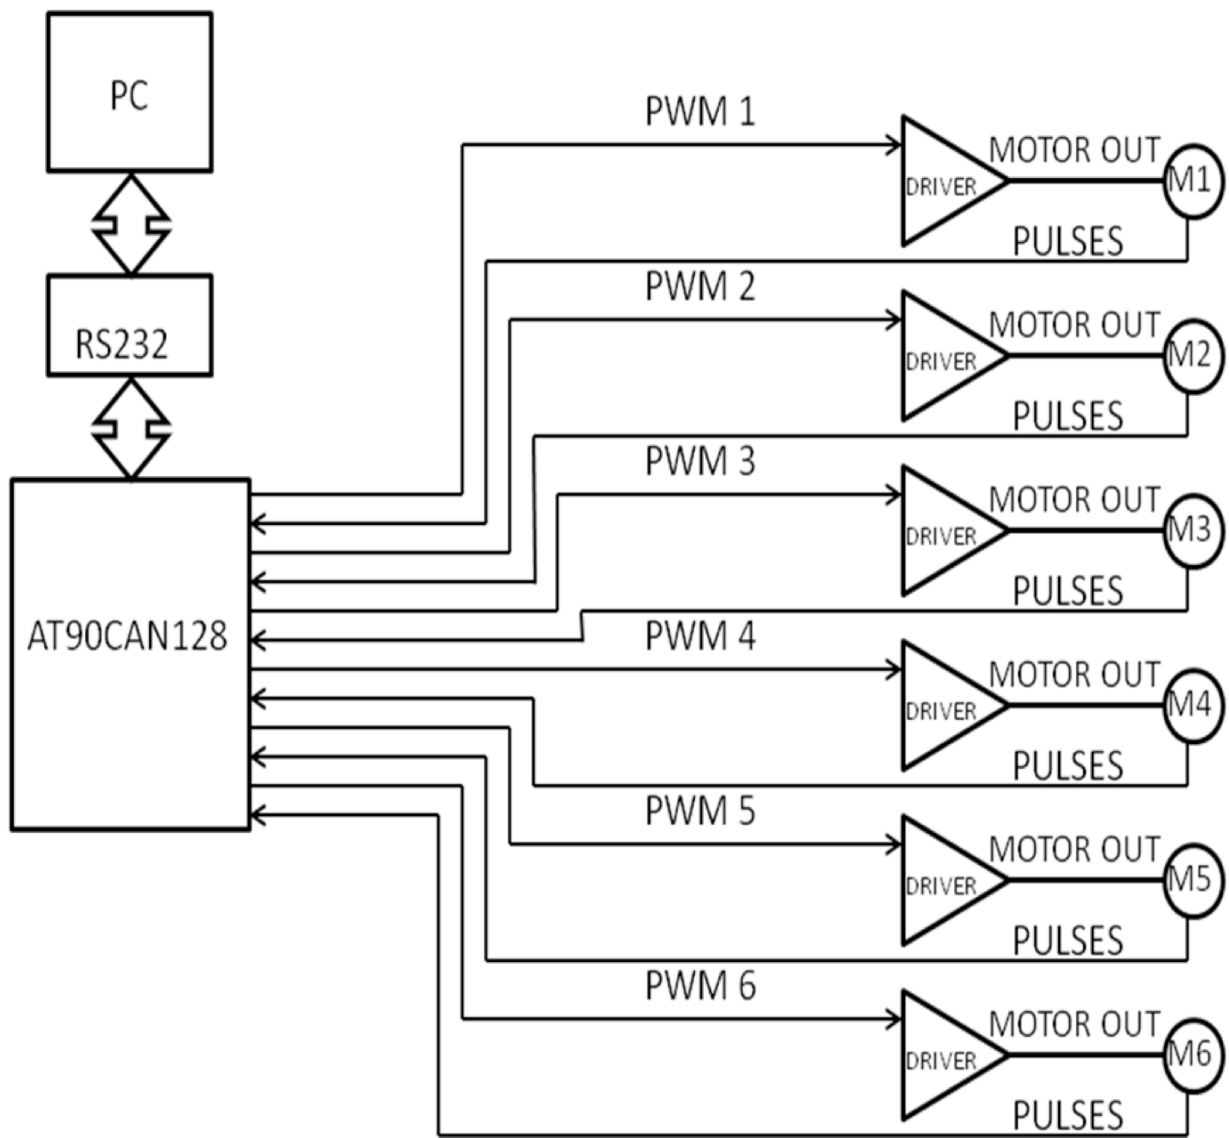 PC
RS232
AT90CAN128
PWM 1
DRIVER
MOTOR OUT
M1
PULSES
PWM 2
DRIVER
MOTOR OUT
M2
PULSES
PWM 3
DRIVER
MOTOR OUT
M3
PULSES
PWM 4
DRIVER
MOTOR OUT
M4
PULSES
PWM 5
DRIVER
MOTOR OUT
M5
PULSES
PWM 6
DRIVER
MOTOR OUT
M6
PULSES